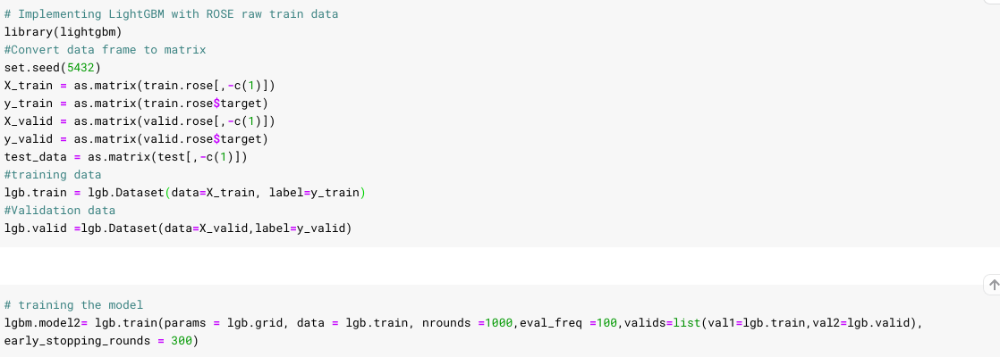 # Implementing LightGBM with ROSE raw train data
library(lightgbm)
#Convert data frame to matrix
set.seed(5432)
X_train = as.matrix(train.rose[,-c(1)])
y_train = as.matrix(train.rose$target)
X_valid = as.matrix(valid.rose[,-c(1)])
y_valid = as.matrix(valid.rose$target)
test_data = as.matrix(test[,-c(1)])
#training data
lgb.train = lgb.Dataset(data=X_train, label=y_train)
#Validation data
lgb.valid =lgb.Dataset(data=X_valid,label=y_valid)
# training the model
lgbm.model2= lgb.train(params = lgb.grid, data = lgb.train, nrounds =1000,eval_freq =100,valids=list(val1=lgb.train,val2=lgb.valid),
early_stopping_rounds = 300)